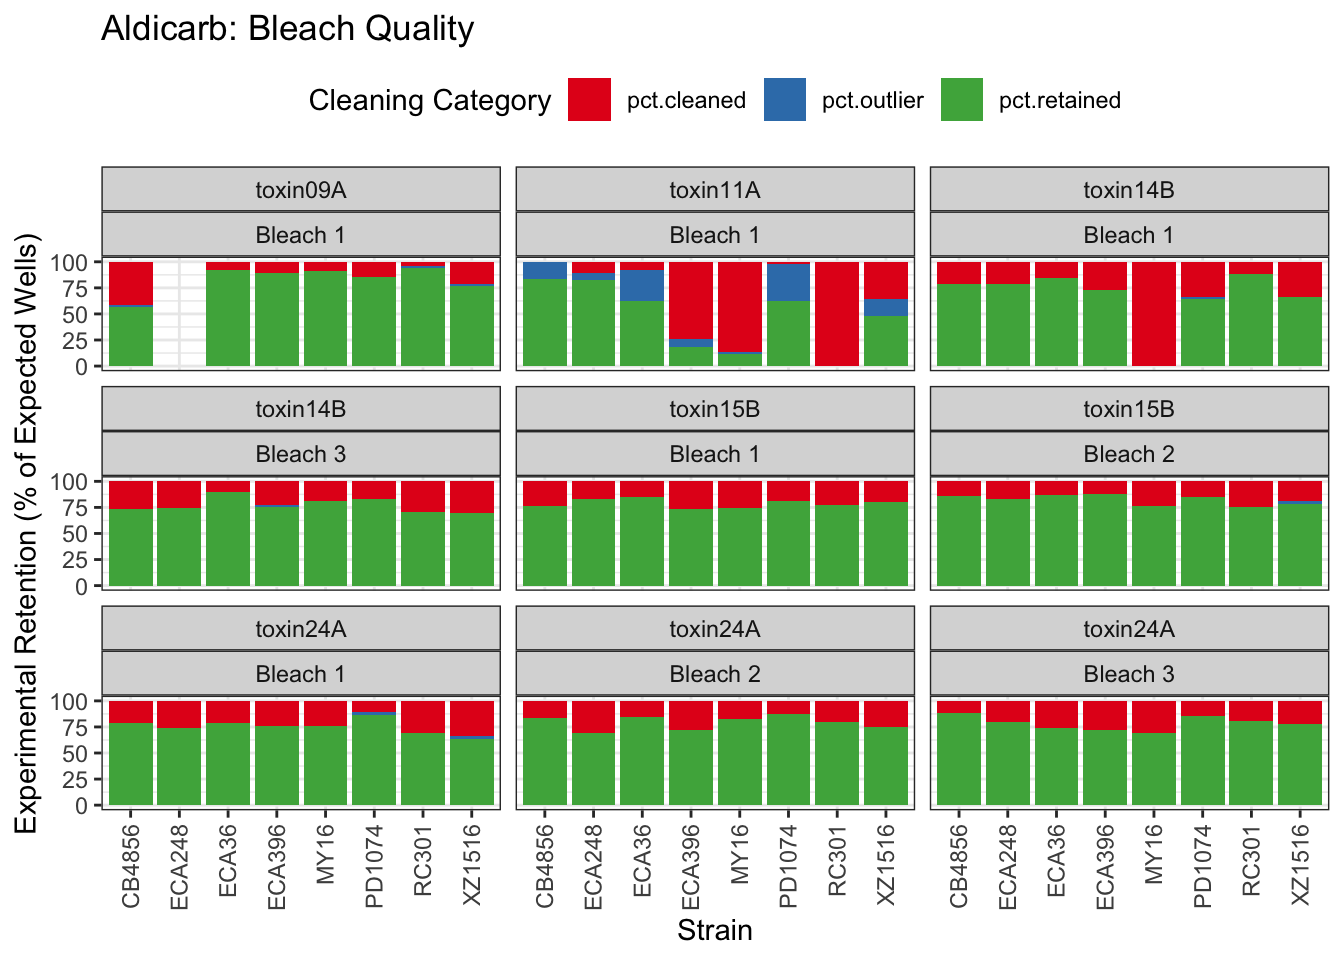 Aldicarb: Bleach Quality
Cleaning Category pct.cleaned pct.outlier pct.retained
Experimental Retention (% of Expected Wells)
toxin09A toxin11A toxin14B
Bleach 1 Bleach 1 Bleach 1
100
75
50
25
0
toxin14B toxin15B toxin15B
Bleach 3 Bleach 1 Bleach 2
100
75
50
25
0
toxin24A toxin24A toxin24A
Bleach 1 Bleach 2 Bleach 3
100
75
50
25
0
CB4856 ECA248 ECA36 ECA396 MY16 PD1074 RC301 XZ1516 CB4856 ECA248 ECA36 ECA396 MY16 PD1074 RC301 XZ1516 CB4856 ECA248 ECA36 ECA396 MY16 PD1074 RC301 XZ1516
Strain